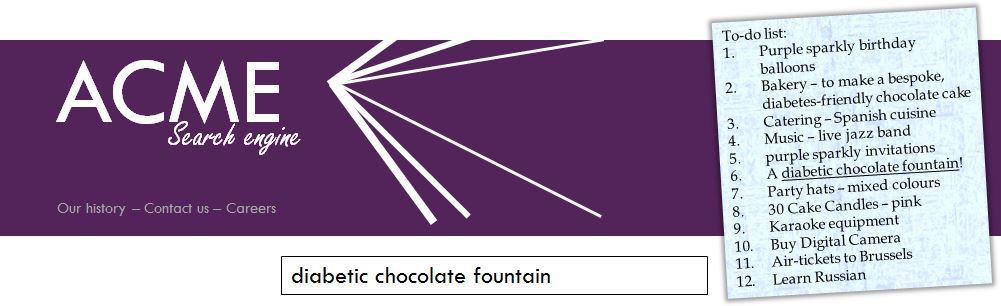 ACME
Search engine
Our history – Contact us – Careers
diabetic chocolate fountain
To-do list:
1. Purple sparkly birthday
balloons
2. Bakery – to make a bespoke,
diabetes-friendly chocolate cake
3. Catering – Spanish cuisine
4. Music – live jazz band
5. purple sparkly invitations
6. A diabetic chocolate fountain!
7. Party hats – mixed colours
8. 30 Cake Candles – pink
9. Karaoke equipment
10. Buy Digital Camera
11. Air-tickets to Brussels
12. Learn Russian